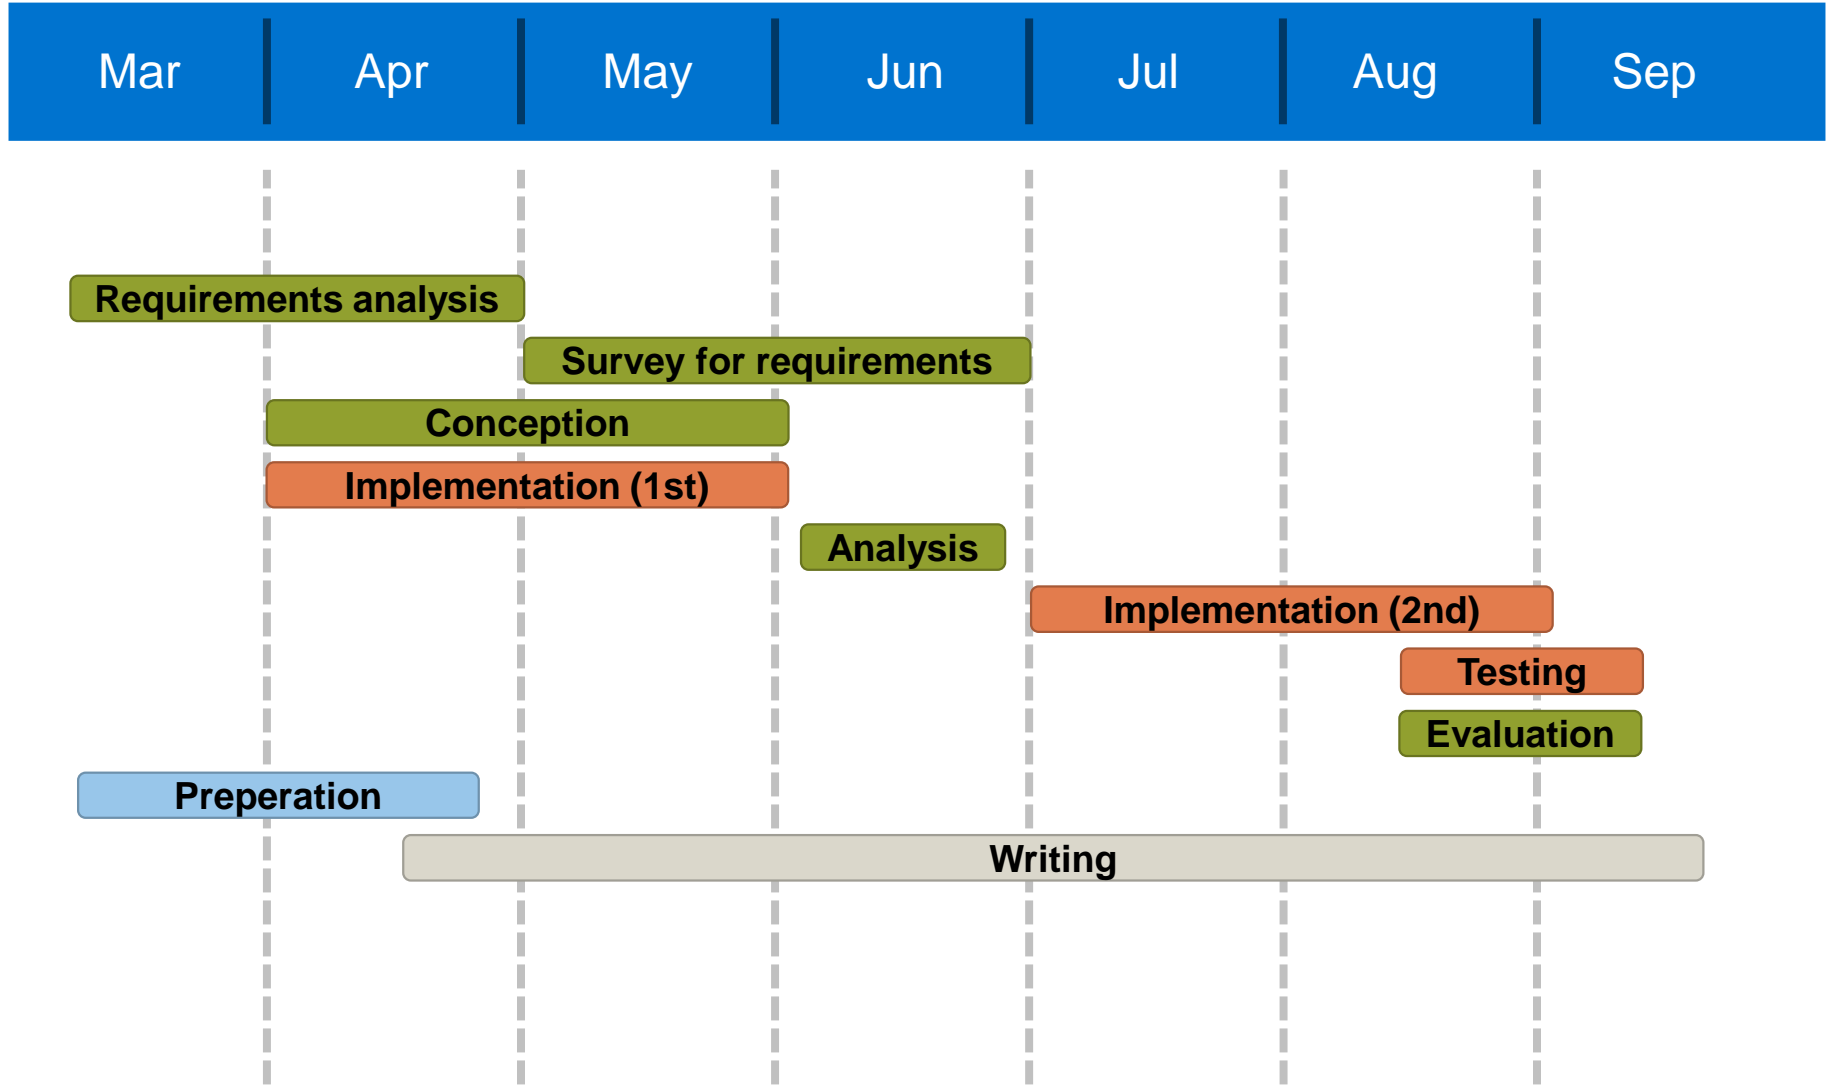 Mar Apr May Jun Jul Aug Sep
Requirements analysis
Survey for requirements
Conception
Implementation (1st)
Analysis
Implementation (2nd)
Testing
Evaluation
Preperation
Writing